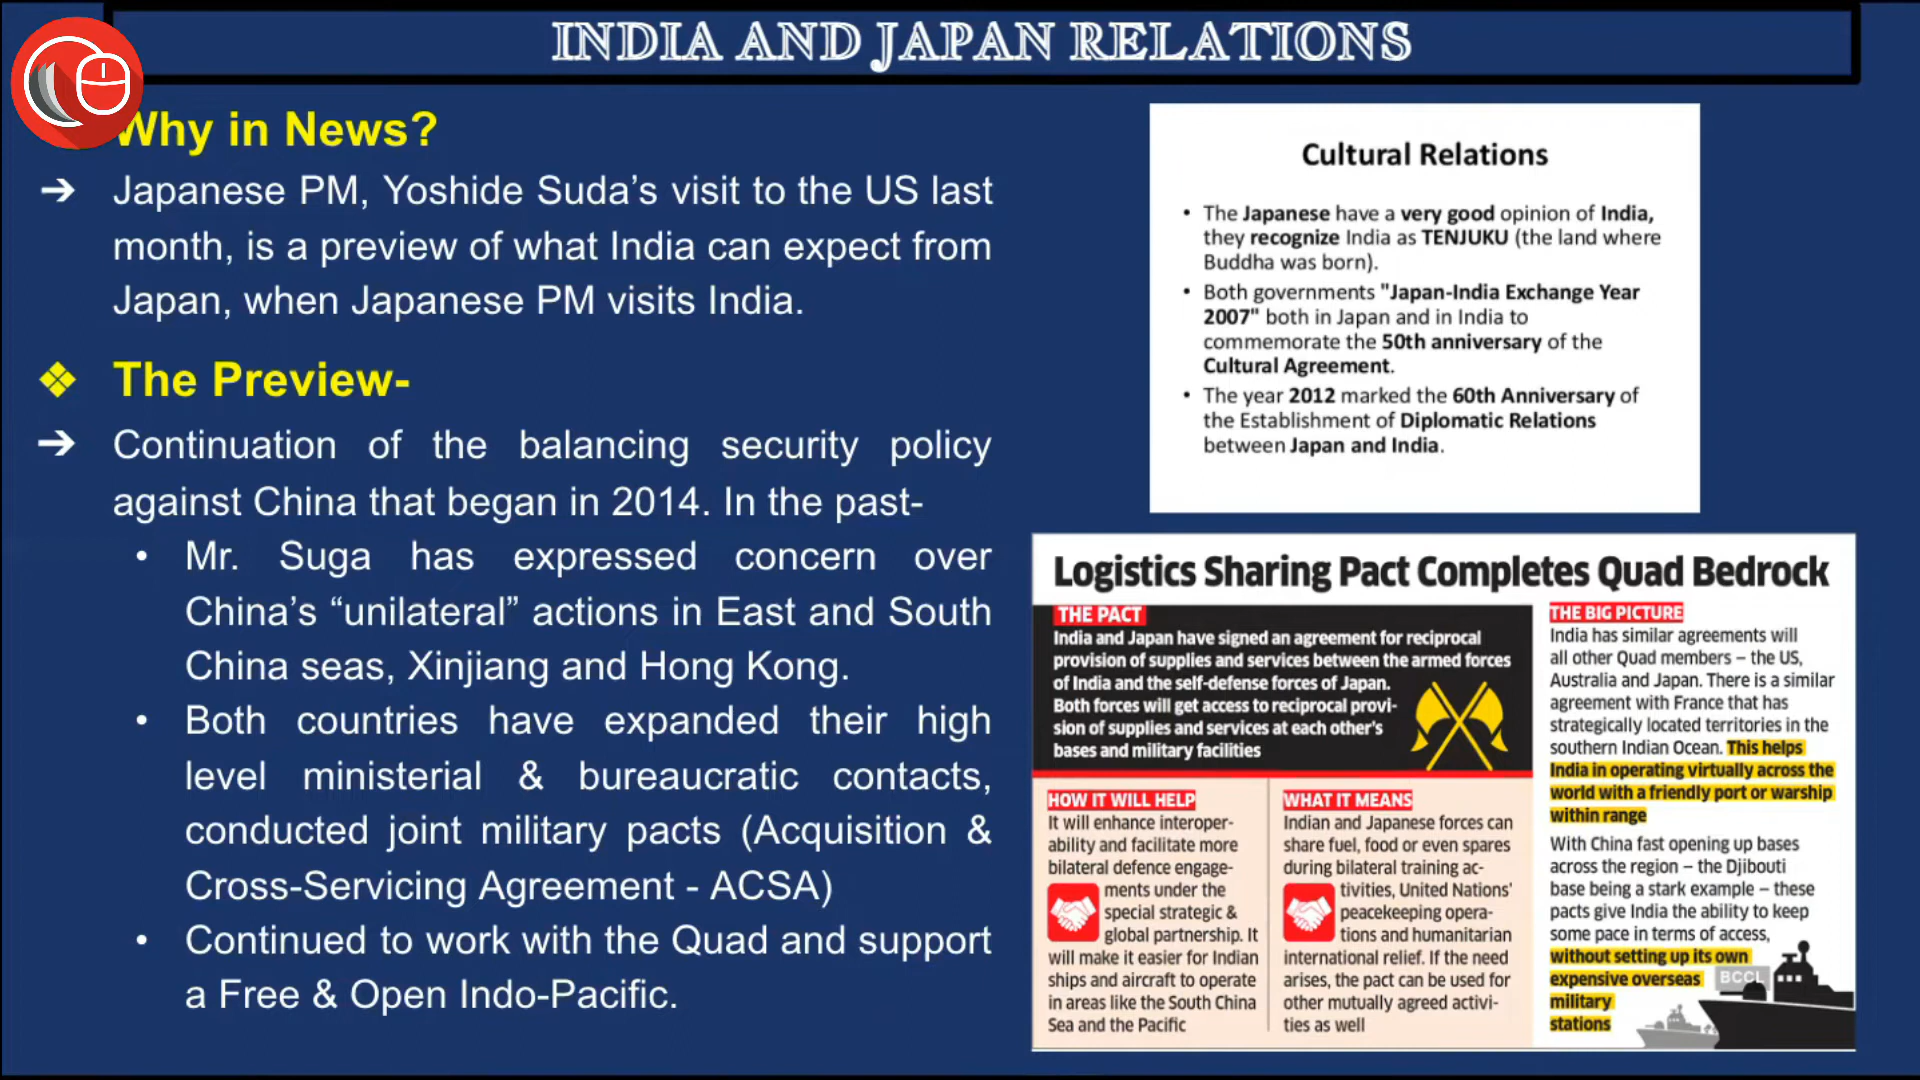 INDIA AND JAPAN RELATIONS
Why in News?
➔ Japanese PM, Yoshide Suda’s visit to the US last
month, is a preview of what India can expect from
Japan, when Japanese PM visits India.
❖ The Preview-
➔ Continuation of the balancing security policy
against China that began in 2014. In the past-
• Mr. Suga has expressed concern over
China’s “unilateral” actions in East and South
China seas, Xinjiang and Hong Kong.
• Both countries have expanded their high
level ministerial & bureaucratic contacts,
conducted joint military pacts (Acquisition &
Cross-Servicing Agreement - ACSA)
• Continued to work with the Quad and support
a Free & Open Indo-Pacific.
Cultural Relations
• The Japanese have a very good opinion of India,
they recognize India as TENJUKU (the land where
Buddha was born).
• Both governments "Japan-India Exchange Year
2007" both in Japan and in India to
commemorate the 50th anniversary of the
Cultural Agreement.
• The year 2012 marked the 60th Anniversary of
the Establishment of Diplomatic Relations
between Japan and India.
Logistics Sharing Pact Completes Quad Bedrock
THE PACT
India and Japan have signed an agreement for reciprocal
provision of supplies and services between the armed forces
of India and the self-defense forces of Japan.
Both forces will get access to reciprocal provi-
sion of supplies and services at each other's
bases and military facilities
HOW IT WILL HELP
It will enhance interoper-
ability and facilitate more
bilateral defence engage-
ments under the
special strategic &
global partnership. It
will make it easier for Indian
ships and aircraft to operate
in areas like the South China
Sea and the Pacific
WHAT IT MEANS
Indian and Japanese forces can
share fuel, food or even spares
during bilateral training ac-
tivities, United Nations'
peacekeeping opera-
tions and humanitarian
international relief. If the need
arises, the pact can be used for
other mutually agreed activi-
ties as well
THE BIG PICTURE
India has similar agreements will
all other Quad members – the US,
Australia and Japan. There is a similar
agreement with France that has
strategically located territories in the
southern Indian Ocean. This helps
India in operating virtually across the
world with a friendly port or warship
within range
With China fast opening up bases
across the region – the Djibouti
base being a stark example – these
pacts give India the ability to keep
some pace in terms of access,
without setting up its own
expensive overseas
military
stations
BCCL